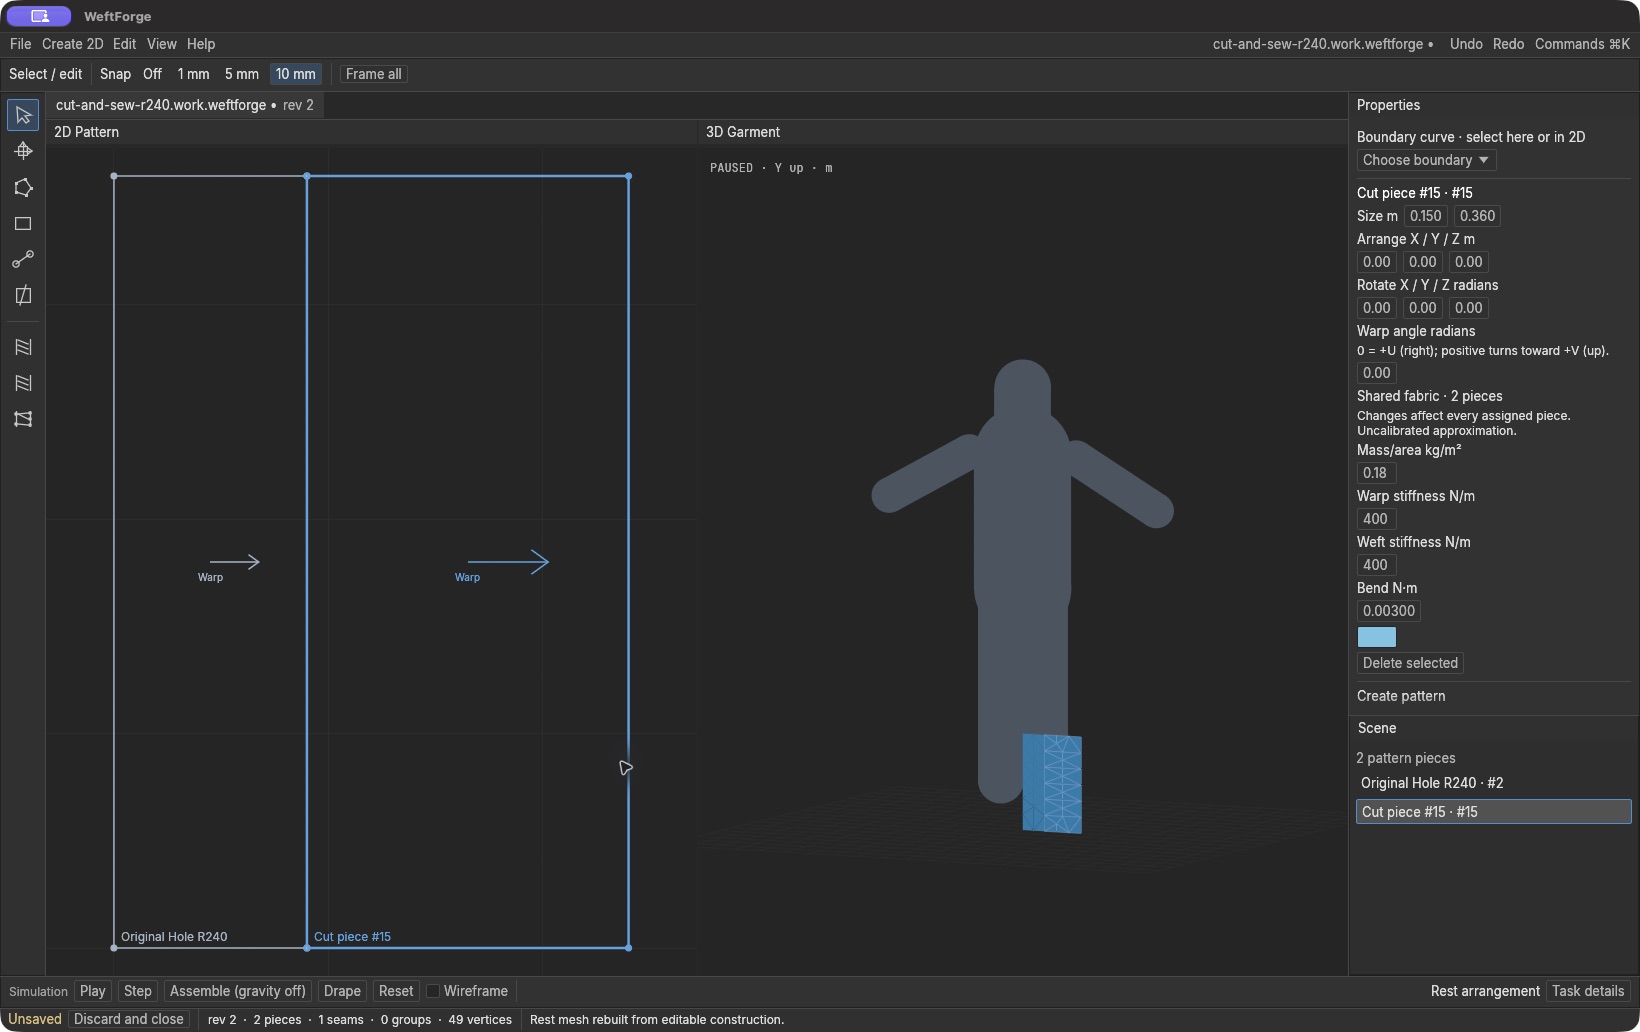 WeftForge
File Create 2D Edit View Help
cut-and-sew-r240.work.weftforge • Undo Redo Commands ⌘K
Select / edit Snap Off 1 mm 5 mm 10 mm Frame all
cut-and-sew-r240.work.weftforge • rev 2
2D Pattern
3D Garment
PAUSED · Y up · m
Warp
Warp
Original Hole R240
Cut piece #15
Properties
Boundary curve · select here or in 2D
Choose boundary
Cut piece #15 · #15
Size m 0.150 0.360
Arrange X / Y / Z m
0.00 0.00 0.00
Rotate X / Y / Z radians
0.00 0.00 0.00
Warp angle radians
0 = +U (right); positive turns toward +V (up).
0.00
Shared fabric · 2 pieces
Changes affect every assigned piece.
Uncalibrated approximation.
Mass/area kg/m²
0.18
Warp stiffness N/m
400
Weft stiffness N/m
400
Bend N·m
0.00300
Delete selected
Create pattern
Scene
2 pattern pieces
Original Hole R240 · #2
Cut piece #15 · #15
Simulation Play Step Assemble (gravity off) Drape Reset Wireframe
Rest arrangement Task details
Unsaved Discard and close rev 2 · 2 pieces · 1 seams · 0 groups · 49 vertices Rest mesh rebuilt from editable construction.